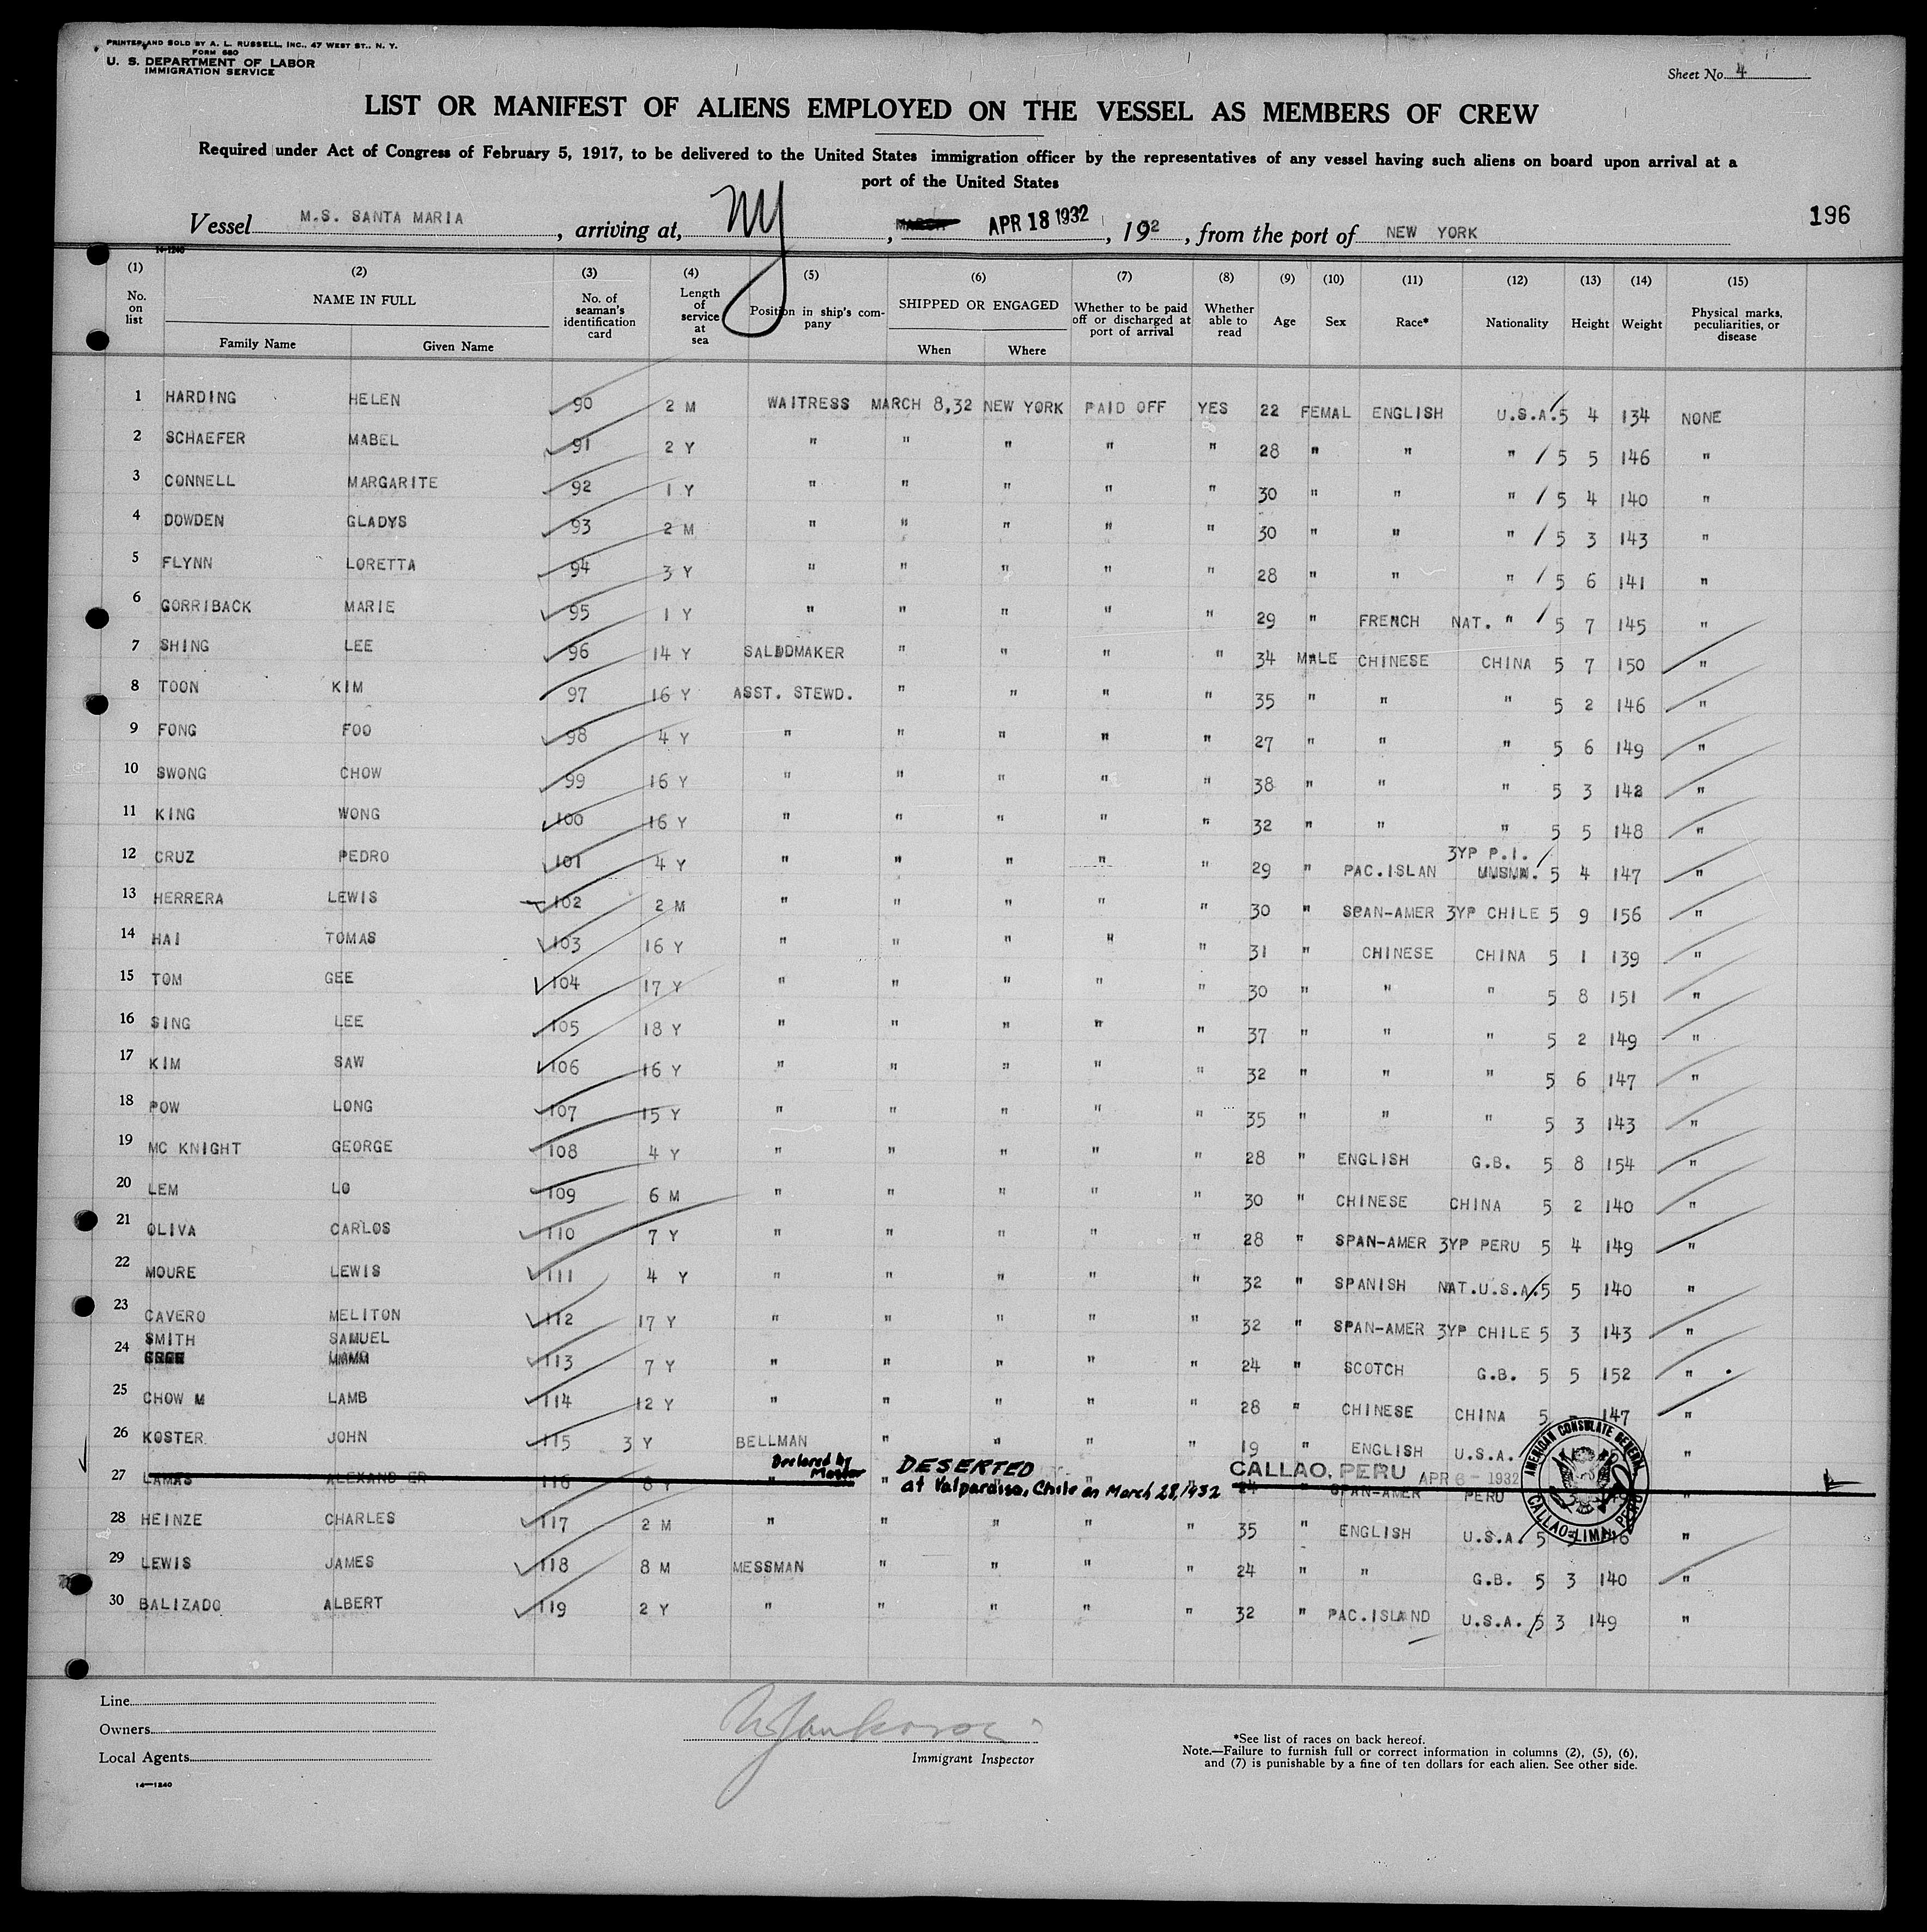 PRINTED AND SOLD BY A. L. RUSSELL, INC., 47 WEST ST., N. Y.
FORM 680
U. S. DEPARTMENT OF LABOR
IMMIGRATION SERVICE
Sheet No. 4
LIST OR MANIFEST OF ALIENS EMPLOYED ON THE VESSEL AS MEMBERS OF CREW
Required under Act of Congress of February 5, 1917, to be delivered to the United States immigration officer by the representatives of any vessel having such aliens on board upon arrival at a
port of the United States
Vessel M.S. SANTA MARIA, arriving at, NY, MARCH APR 18 1932, 192, from the port of NEW YORK
196
14-1240
(1) (2) (3) (4) (5) (6) (7) (8) (9) (10) (11) (12) (13) (14) (15)
No. on list NAME IN FULL Family Name Given Name No. of seaman's identification card Length of service at sea Position in ship's company SHIPPED OR ENGAGED When Where Whether to be paid off or discharged at port of arrival Whether able to read Age Sex Race* Nationality Height Weight Physical marks, peculiarities, or disease
1 HARDING HELEN 90 2 M WAITRESS MARCH 8,32 NEW YORK PAID OFF YES 22 FEMAL ENGLISH U.S.A. 5 4 134 NONE
2 SCHAEFER MABEL 91 2 Y " " " " " 28 " " " 5 5 146 "
3 CONNELL MARGARITE 92 1 Y " " " " " 30 " " " 5 4 140 "
4 DOWDEN GLADYS 93 2 M " " " " " 30 " " " 5 3 143 "
5 FLYNN LORETTA 94 3 Y " " " " " 28 " " " 5 6 141 "
6 GORRIBACK MARIE 95 1 Y " " " " " 29 " FRENCH NAT. " 5 7 145 "
7 SHING LEE 96 14 Y SALADMAKER " " " " 34 MALE CHINESE CHINA 5 7 150 "
8 TOON KIM 97 16 Y ASST. STEWD. " " " " 35 " " " 5 2 146 "
9 FONG FOO 98 4 Y " " " " " 27 " " " 5 6 149 "
10 SWONG CHOW 99 16 Y " " " " " 38 " " " 5 3 142 "
11 KING WONG 100 16 Y " " " " " 32 " " " 5 5 148 "
12 CRUZ PEDRO 101 4 Y " " " " " 29 " PAC.ISLAN 3YP P.I. 5 4 147 "
13 HERRERA LEWIS 102 2 M " " " " " 30 " SPAN-AMER 3YP CHILE 5 9 156 "
14 HAI TOMAS 103 16 Y " " " " " 31 " CHINESE CHINA 5 1 139 "
15 TOM GEE 104 17 Y " " " " " 30 " " " 5 8 151 "
16 SING LEE 105 18 Y " " " " " 37 " " " 5 2 149 "
17 KIM SAW 106 16 Y " " " " " 32 " " " 5 6 147 "
18 POW LONG 107 15 Y " " " " " 35 " " " 5 3 143 "
19 MC KNIGHT GEORGE 108 4 Y " " " " " 28 " ENGLISH G.B. 5 8 154 "
20 LEM LO 109 6 M " " " " " 30 " CHINESE CHINA 5 2 140 "
21 OLIVA CARLOS 110 7 Y " " " " " 28 " SPAN-AMER 3YP PERU 5 4 149 "
22 MOURE LEWIS 111 4 Y " " " " " 32 " SPANISH NAT.U.S.A. 5 5 140 "
23 CAVERO MELITON 112 17 Y " " " " " 32 " SPAN-AMER 3YP CHILE 5 3 143 "
24 SMITH SAMUEL 113 7 Y " " " " " 24 " SCOTCH G.B. 5 5 152 "
25 CHOW M LAMB 114 12 Y " " " " " 28 " CHINESE CHINA 5 147 "
26 KOSTER JOHN 115 3 Y BELLMAN " " " " 19 " ENGLISH U.S.A. "
27 LAMAS ALEXANDER 116 8 Y " " 24 " SPAN-AMER PERU "
Declared by Master DESERTED at Valparaiso, Chile on March 28, 1932
CALLAO, PERU APR 6 - 1932
AMERICAN CONSULATE GENERAL CALLAO-LIMA, PERU
28 HEINZE CHARLES 117 2 M " " " " " 35 " ENGLISH U.S.A. 5 "
29 LEWIS JAMES 118 8 M MESSMAN " " " " 24 " " G.B. 5 3 140 "
30 BALIZADO ALBERT 119 2 Y " " " " " 32 " PAC.ISLAND U.S.A. 5 3 149 "
Line
Owners
Local Agents
14-1240
Immigrant Inspector
*See list of races on back hereof.
Note.—Failure to furnish full or correct information in columns (2), (5), (6),
and (7) is punishable by a fine of ten dollars for each alien. See other side.